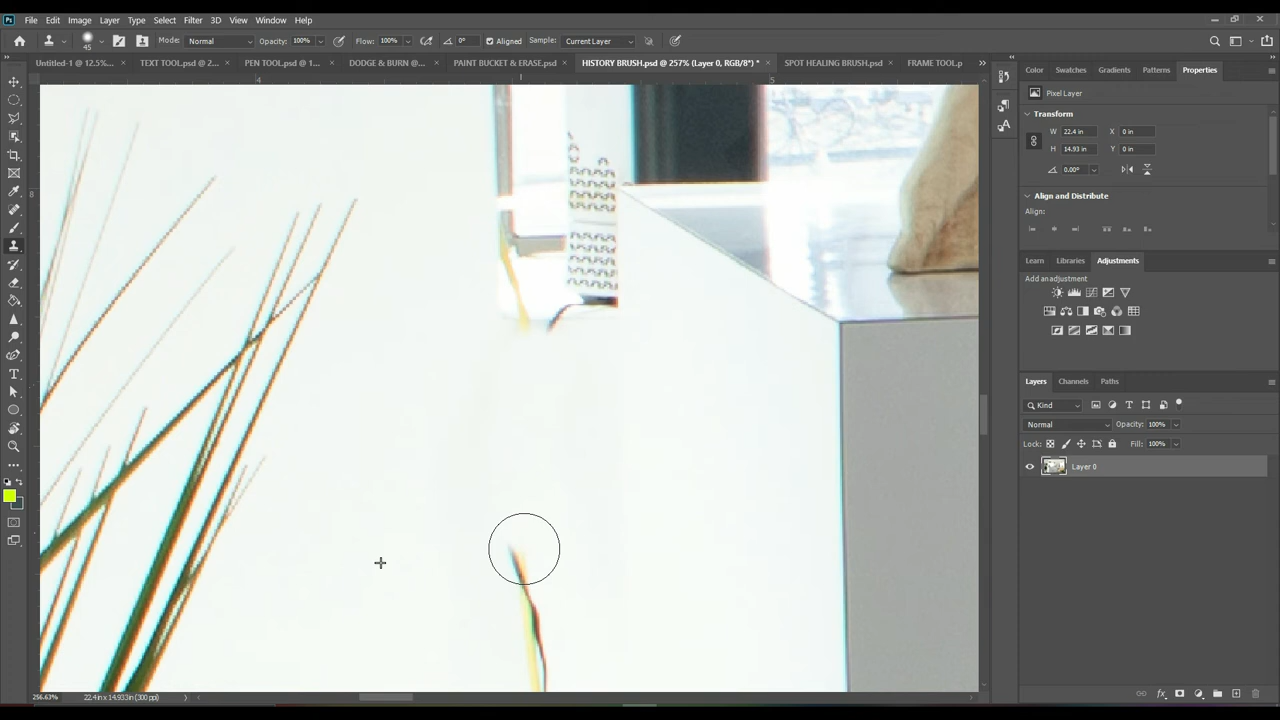 Ps File Edit Image Layer Type Select Filter 3D View Window Help
45 Mode: Normal Opacity: 100% Flow: 100% 0° Aligned Sample: Current Layer
Untitled-1 @ 12.5%... × TEXT TOOL.psd @ 2... × PEN TOOL.psd @ 1... × DODGE & BURN @... × PAINT BUCKET & ERASE.psd × HISTORY BRUSH.psd @ 257% (Layer 0, RGB/8*) * × SPOT HEALING BRUSH.psd × FRAME TOOL.p
Color Swatches Gradients Patterns Properties
4 5
Pixel Layer
Transform
W 22.4 in X 0 in
H 14.93 in Y 0 in
0.00°
8
Align and Distribute
Align:
Learn Libraries Adjustments
Add an adjustment
Layers Channels Paths
Kind
Normal Opacity: 100%
Lock: Fill: 100%
Layer 0
256.63% 22.4 in x 14.933 in (300 ppi)